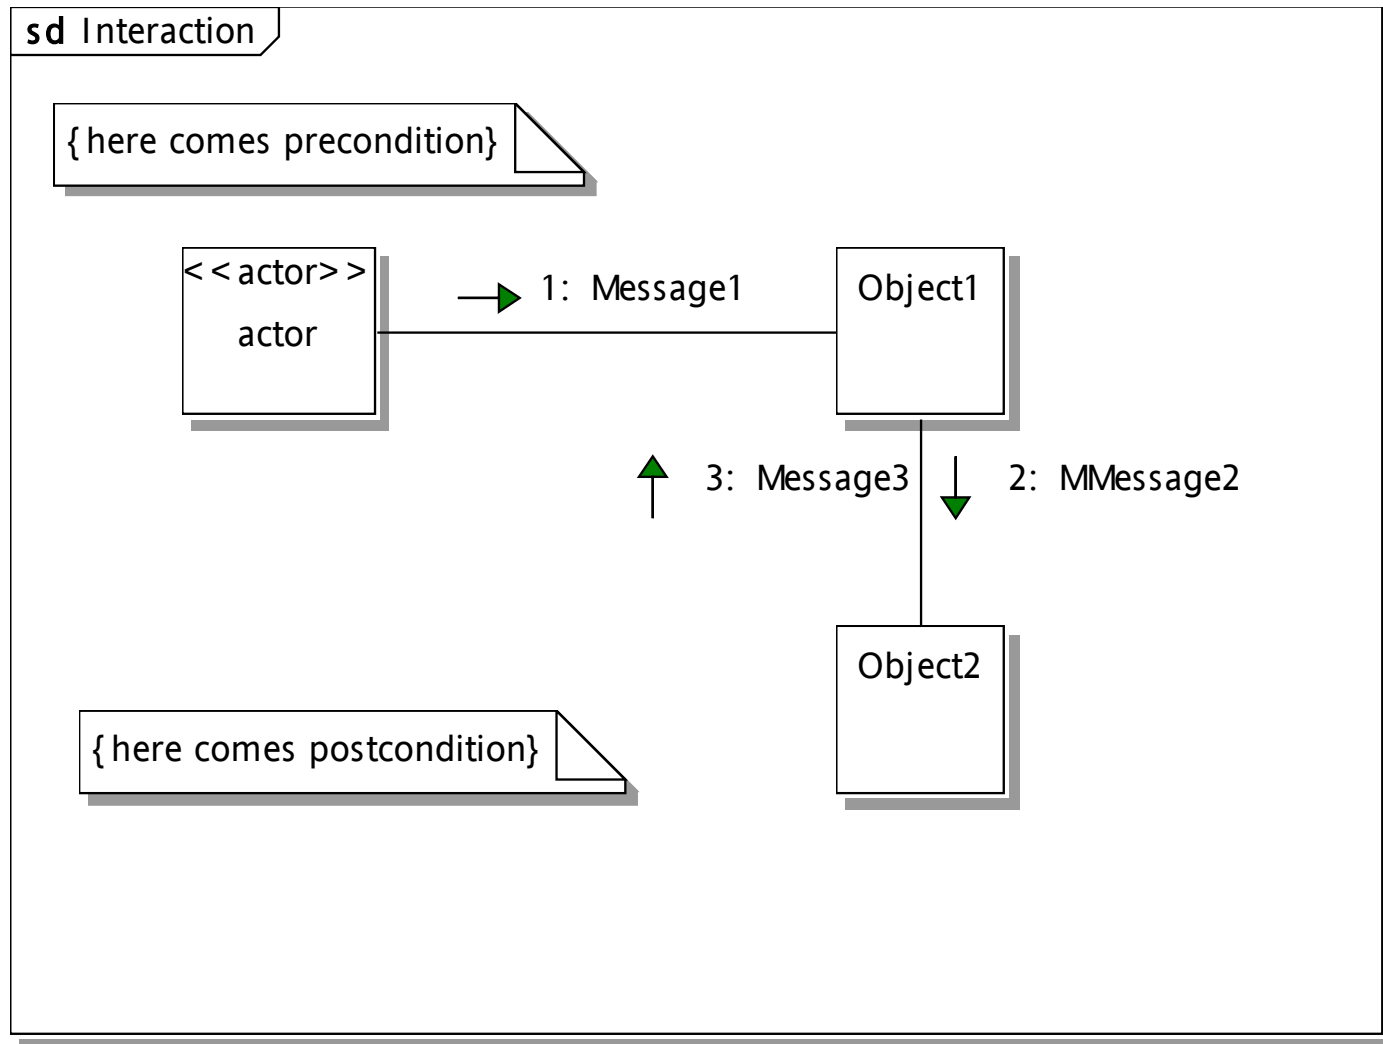 sd Interaction
{here comes precondition}
<<actor>>
actor
1: Message1
Object1
3: Message3
2: MMessage2
Object2
{here comes postcondition}